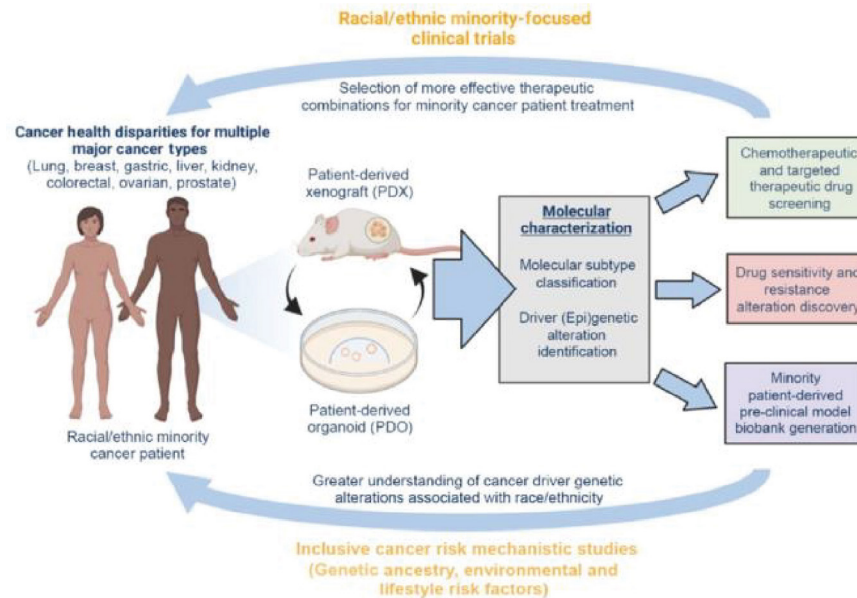 Racial/ethnic minority-focused
clinical trials
Selection of more effective therapeutic
combinations for minority cancer patient treatment
Cancer health disparities for multiple
major cancer types
(Lung, breast, gastric, liver, kidney,
colorectal, ovarian, prostate)
Racial/ethnic minority
cancer patient
Patient-derived
xenograft (PDX)
Patient-derived
organoid (PDO)
Molecular
characterization
Molecular subtype
classification
Driver (Epi)genetic
alteration
identification
Chemotherapeutic
and targeted
therapeutic drug
screening
Drug sensitivity and
resistance
alteration discovery
Minority
patient-derived
pre-clinical model
biobank generation
Greater understanding of cancer driver genetic
alterations associated with race/ethnicity
Inclusive cancer risk mechanistic studies
(Genetic ancestry, environmental and
lifestyle risk factors)